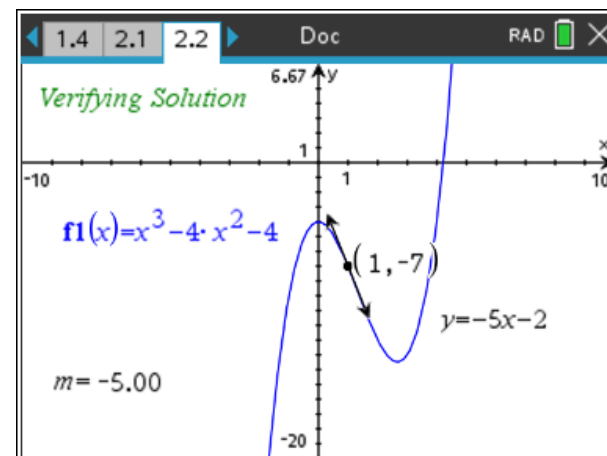 1.4 2.1 2.2 Doc RAD
6.67 y
Verifying Solution
1 x
-10 1 10
f1(x)=x^3-4·x^2-4
(1,-7)
y=-5x-2
m= -5.00
-20